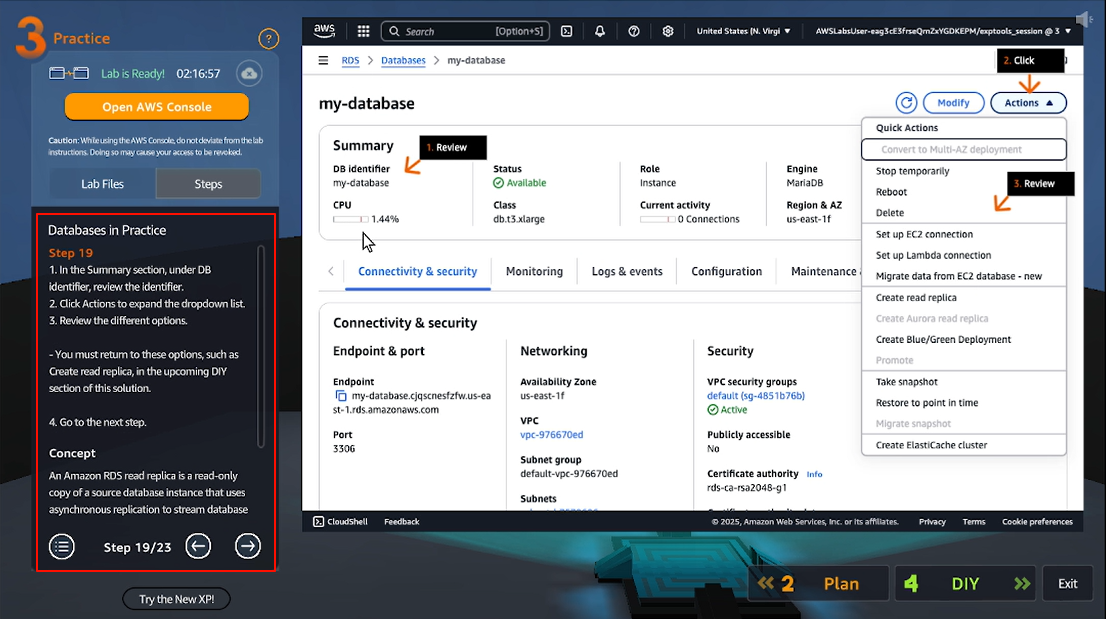 3 Practice
?
Lab is Ready! 02:16:57
Open AWS Console
Caution: While using the AWS Console, do not deviate from the lab
instructions. Doing so may cause your access to be revoked.
Lab Files
Steps
Databases in Practice
Step 19
1. In the Summary section, under DB
identifier, review the identifier.
2. Click Actions to expand the dropdown list.
3. Review the different options.
- You must return to these options, such as
Create read replica, in the upcoming DIY
section of this solution.
4. Go to the next step.
Concept
An Amazon RDS read replica is a read-only
copy of a source database instance that uses
asynchronous replication to stream database
Step 19/23
Try the New XP!
aws
Search
[Option+S]
United States (N. Virgi
AWSLabsUser-eag3cE3frseQmZxYGDKEPM/exptools_session @ 3
RDS > Databases > my-database
2. Click
my-database
Modify
Actions
Summary
1. Review
DB identifier
my-database
Status
Available
Role
Instance
Engine
MariaDB
CPU
1.44%
Class
db.t3.xlarge
Current activity
0 Connections
Region & AZ
us-east-1f
Quick Actions
Convert to Multi-AZ deployment
Stop temporarily
3. Review
Reboot
Delete
Set up EC2 connection
Set up Lambda connection
Migrate data from EC2 database - new
Create read replica
Create Aurora read replica
Create Blue/Green Deployment
Promote
Take snapshot
Restore to point in time
Migrate snapshot
Create ElastiCache cluster
Connectivity & security
Monitoring
Logs & events
Configuration
Maintenance
Connectivity & security
Endpoint & port
Endpoint
my-database.cjqscnesfzfw.us-ea
st-1.rds.amazonaws.com
Port
3306
Networking
Availability Zone
us-east-1f
VPC
vpc-976670ed
Subnet group
default-vpc-976670ed
Subnets
Security
VPC security groups
default (sg-4851b76b)
Active
Publicly accessible
No
Certificate authority Info
rds-ca-rsa2048-g1
CloudShell
Feedback
© 2025, Amazon Web Services, Inc. or its affiliates.
Privacy
Terms
Cookie preferences
2 Plan
4 DIY
Exit